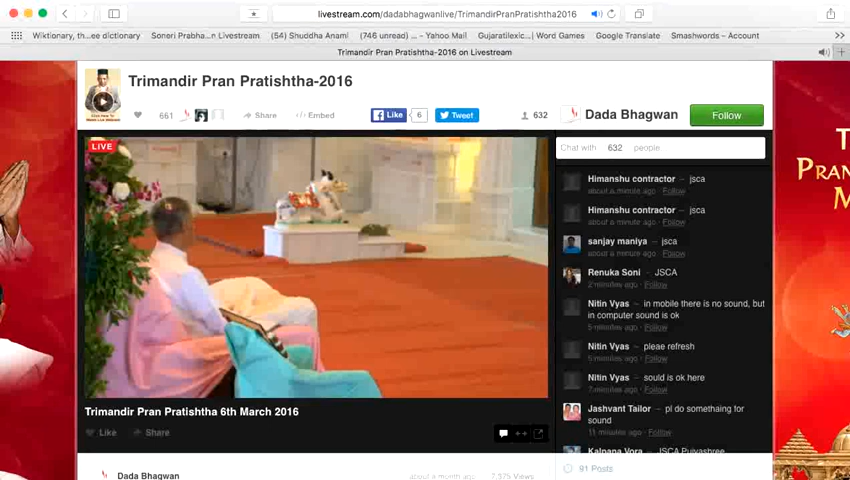 livestream.com/dadabhagwanlive/TrimandirPranPratishtha2016
Wiktionary, th...ee dictionary
Soneri Prabha...n Livestream
(54) Shuddha Anami
(746 unread) ... – Yahoo Mail
Gujaratilexic...| Word Games
Google Translate
Smashwords – Account
Trimandir Pran Pratishtha-2016 on Livestream
Trimandir Pran Pratishtha-2016
661
Share
Embed
Like
6
Tweet
632
Dada Bhagwan
Follow
LIVE
Chat with 632 people
Himanshu contractor – jsca
about a minute ago · Follow
Himanshu contractor – jsca
about a minute ago · Follow
sanjay maniya – jsca
about a minute ago · Follow
Renuka Soni – JSCA
2 minutes ago · Follow
Nitin Vyas – in mobile there is no sound, but
in computer sound is ok
5 minutes ago · Follow
Nitin Vyas – pleae refresh
5 minutes ago · Follow
Nitin Vyas – sould is ok here
7 minutes ago · Follow
Jashvant Tailor – pl do somethaing for
sound
11 minutes ago · Follow
Kalpana Vora – JSCA Pujyashree
91 Posts
Trimandir Pran Pratishtha 6th March 2016
Like
Share
Dada Bhagwan
about a month ago · 7,575 Views